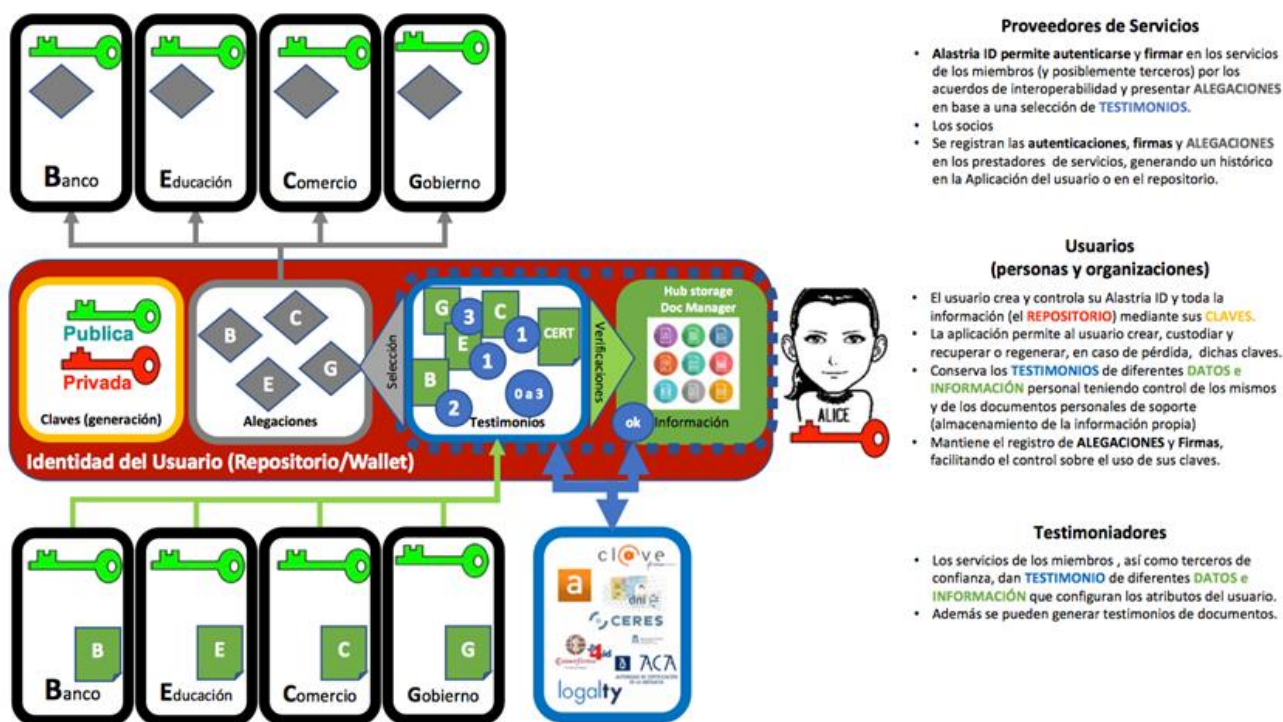 Banco
Educación
Comercio
Gobierno
Proveedores de Servicios
• Alastria ID permite autenticarse y firmar en los servicios
de los miembros (y posiblemente terceros) por los
acuerdos de interoperabilidad y presentar ALEGACIONES
en base a una selección de TESTIMONIOS.
• Los socios
• Se registran las autenticaciones, firmas y ALEGACIONES
en los prestadores de servicios, generando un histórico
en la Aplicación del usuario o en el repositorio.
Publica
Privada
Claves (generación)
B
C
E
G
Alegaciones
Selección
G
3
C
1
E
1
CERT
B
2
0 a 3
Testimonios
Verificaciones
Hub storage
Doc Manager
ok
Información
Identidad del Usuario (Repositorio/Wallet)
ALICE
Usuarios
(personas y organizaciones)
• El usuario crea y controla su Alastria ID y toda la
información (el REPOSITORIO) mediante sus CLAVES.
• La aplicación permite al usuario crear, custodiar y
recuperar o regenerar, en caso de pérdida, dichas claves.
• Conserva los TESTIMONIOS de diferentes DATOS e
INFORMACIÓN personal teniendo control de los mismos
y de los documentos personales de soporte
(almacenamiento de la información propia)
• Mantiene el registro de ALEGACIONES y Firmas,
facilitando el control sobre el uso de sus claves.
B
Banco
E
Educación
C
Comercio
G
Gobierno
cl@ve
a
dni
CERES
4id
ACA
logalty
Testimoniadores
• Los servicios de los miembros , así como terceros de
confianza, dan TESTIMONIO de diferentes DATOS e
INFORMACIÓN que configuran los atributos del usuario.
• Además se pueden generar testimonios de documentos.